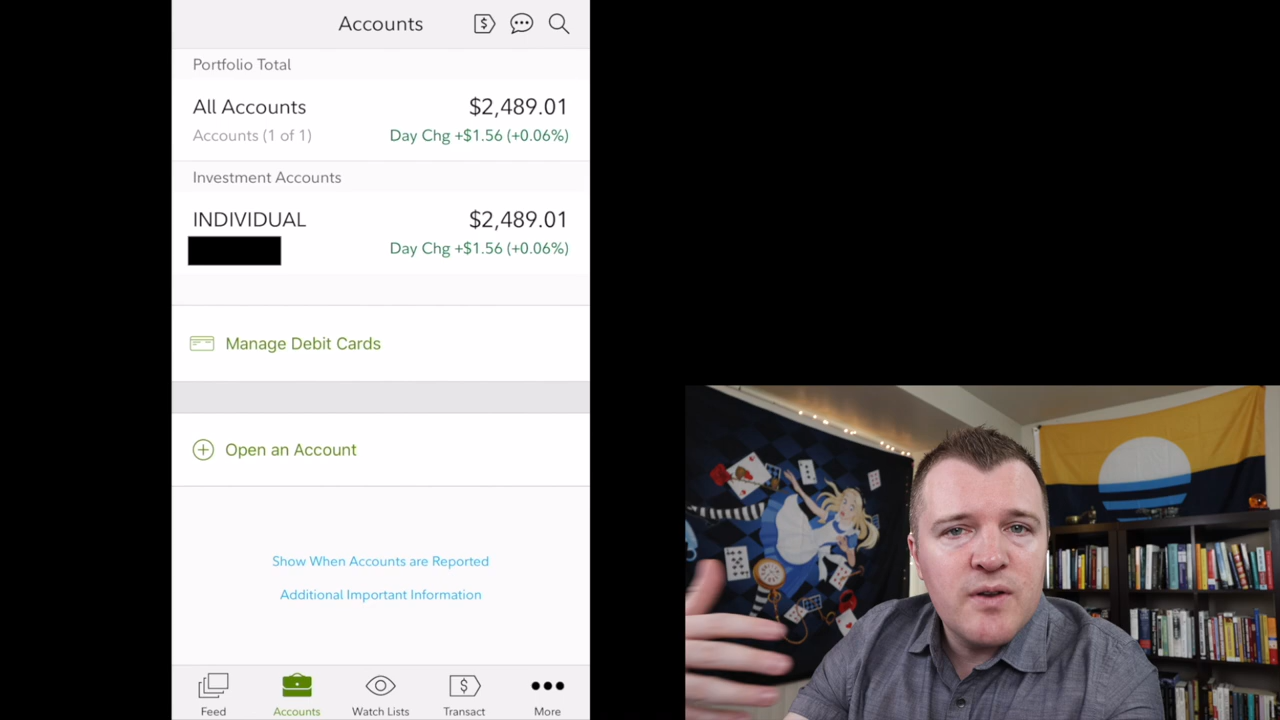 Accounts
Portfolio Total
All Accounts $2,489.01
Accounts (1 of 1) Day Chg +$1.56 (+0.06%)
Investment Accounts
INDIVIDUAL $2,489.01
Day Chg +$1.56 (+0.06%)
Manage Debit Cards
Open an Account
Show When Accounts are Reported
Additional Important Information
Feed Accounts Watch Lists Transact More